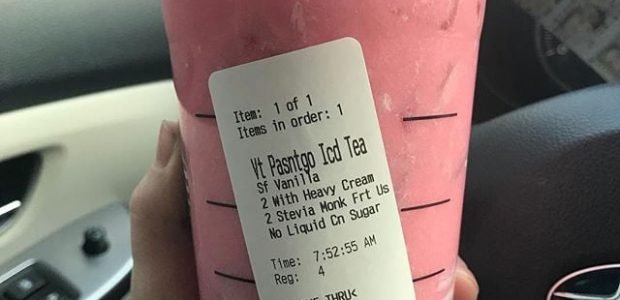 Item: 1 of 1
Items in order: 1
Vt Pasntgo Icd Tea
Sf Vanilla
2 With Heavy Cream
2 Stevia Monk Frt Us
No Liquid Cn Sugar
Time: 7:52:55 AM
Reg: 4
THRU<